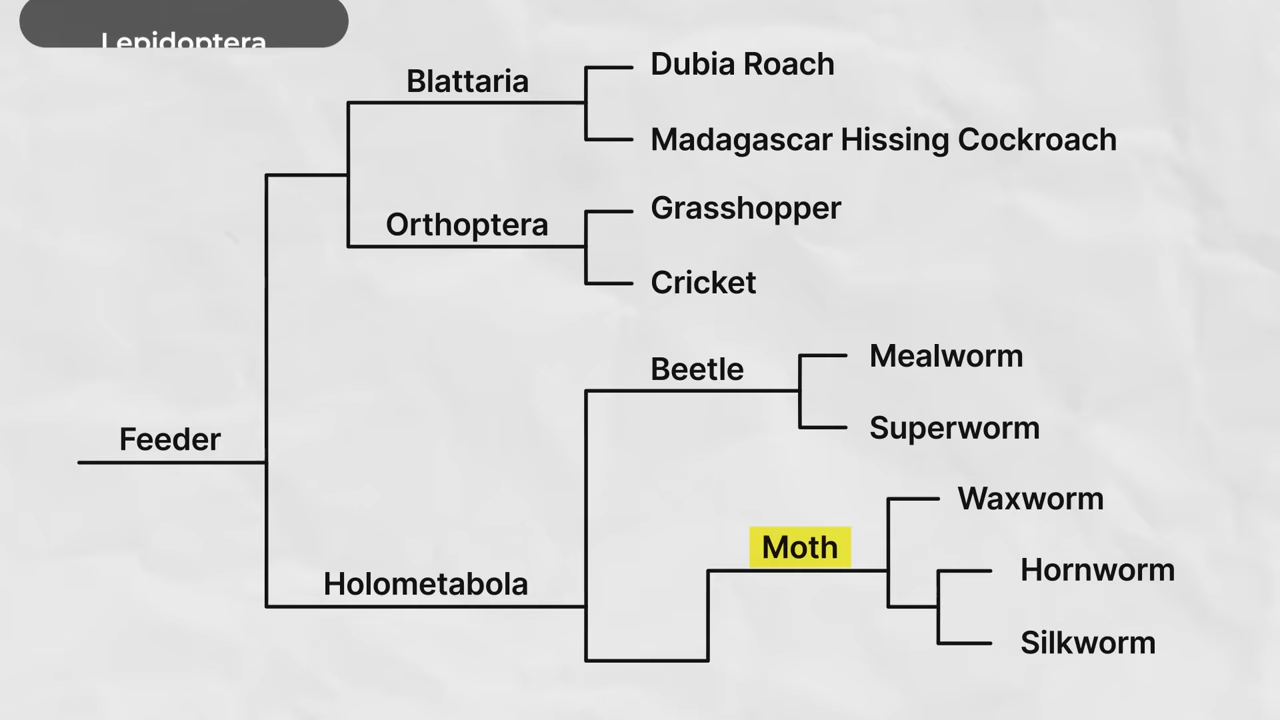 Lepidoptera
Dubia Roach
Blattaria
Madagascar Hissing Cockroach
Grasshopper
Orthoptera
Cricket
Mealworm
Beetle
Superworm
Feeder
Waxworm
Moth
Hornworm
Holometabola
Silkworm